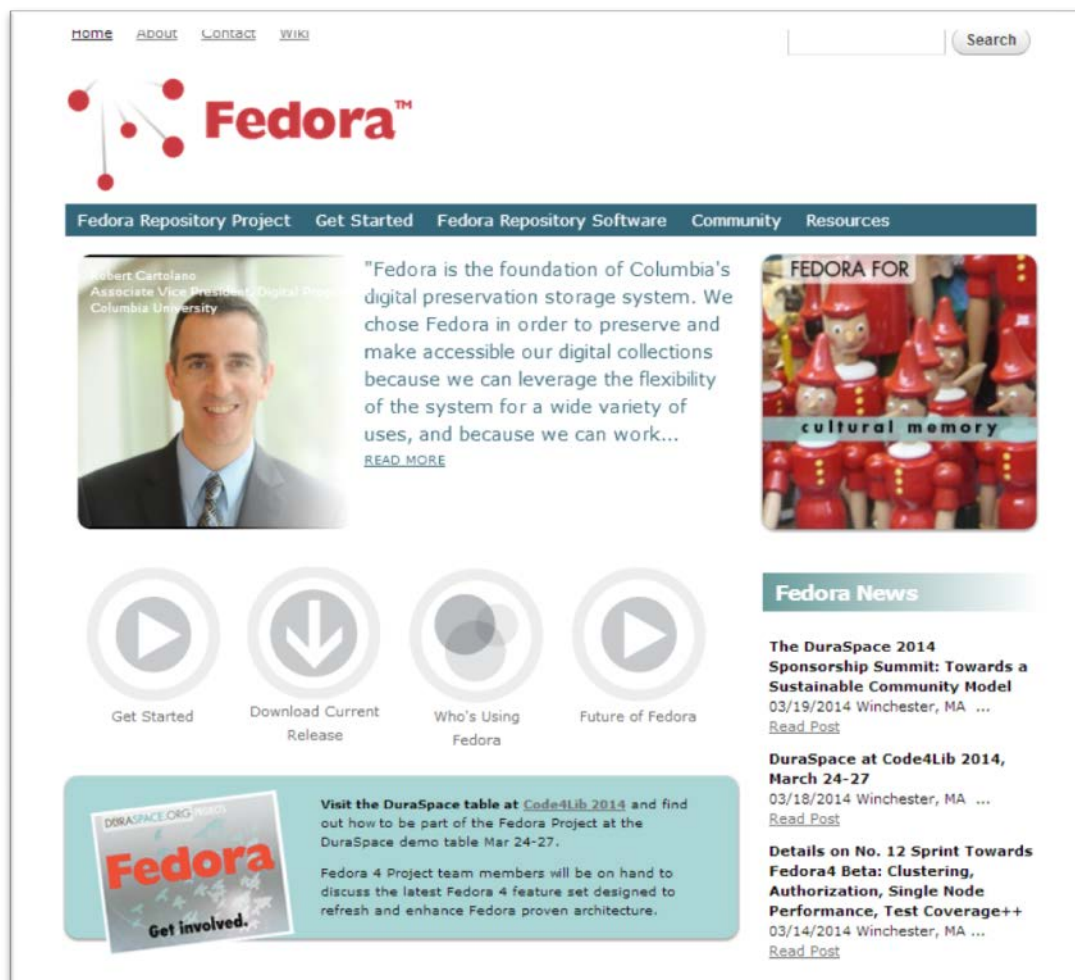 Home About Contact Wiki
Search
Fedora™
Fedora Repository Project Get Started Fedora Repository Software Community Resources
Robert Cartolano
Associate Vice President/Digital
Columbia University
"Fedora is the foundation of Columbia's
digital preservation storage system. We
chose Fedora in order to preserve and
make accessible our digital collections
because we can leverage the flexibility
of the system for a wide variety of
uses, and because we can work...
READ MORE
FEDORA FOR
cultural memory
Get Started
Download Current
Release
Who's Using
Fedora
Future of Fedora
Fedora News
The DuraSpace 2014
Sponsorship Summit: Towards a
Sustainable Community Model
03/19/2014 Winchester, MA ...
Read Post
DuraSpace at Code4Lib 2014,
March 24-27
03/18/2014 Winchester, MA ...
Read Post
Details on No. 12 Sprint Towards
Fedora4 Beta: Clustering,
Authorization, Single Node
Performance, Test Coverage++
03/14/2014 Winchester, MA ...
Read Post
DURASPACE.ORG PROJECTS
Fedora
Get involved.
Visit the DuraSpace table at Code4Lib 2014 and find
out how to be part of the Fedora Project at the
DuraSpace demo table Mar 24-27.
Fedora 4 Project team members will be on hand to
discuss the latest Fedora 4 feature set designed to
refresh and enhance Fedora proven architecture.